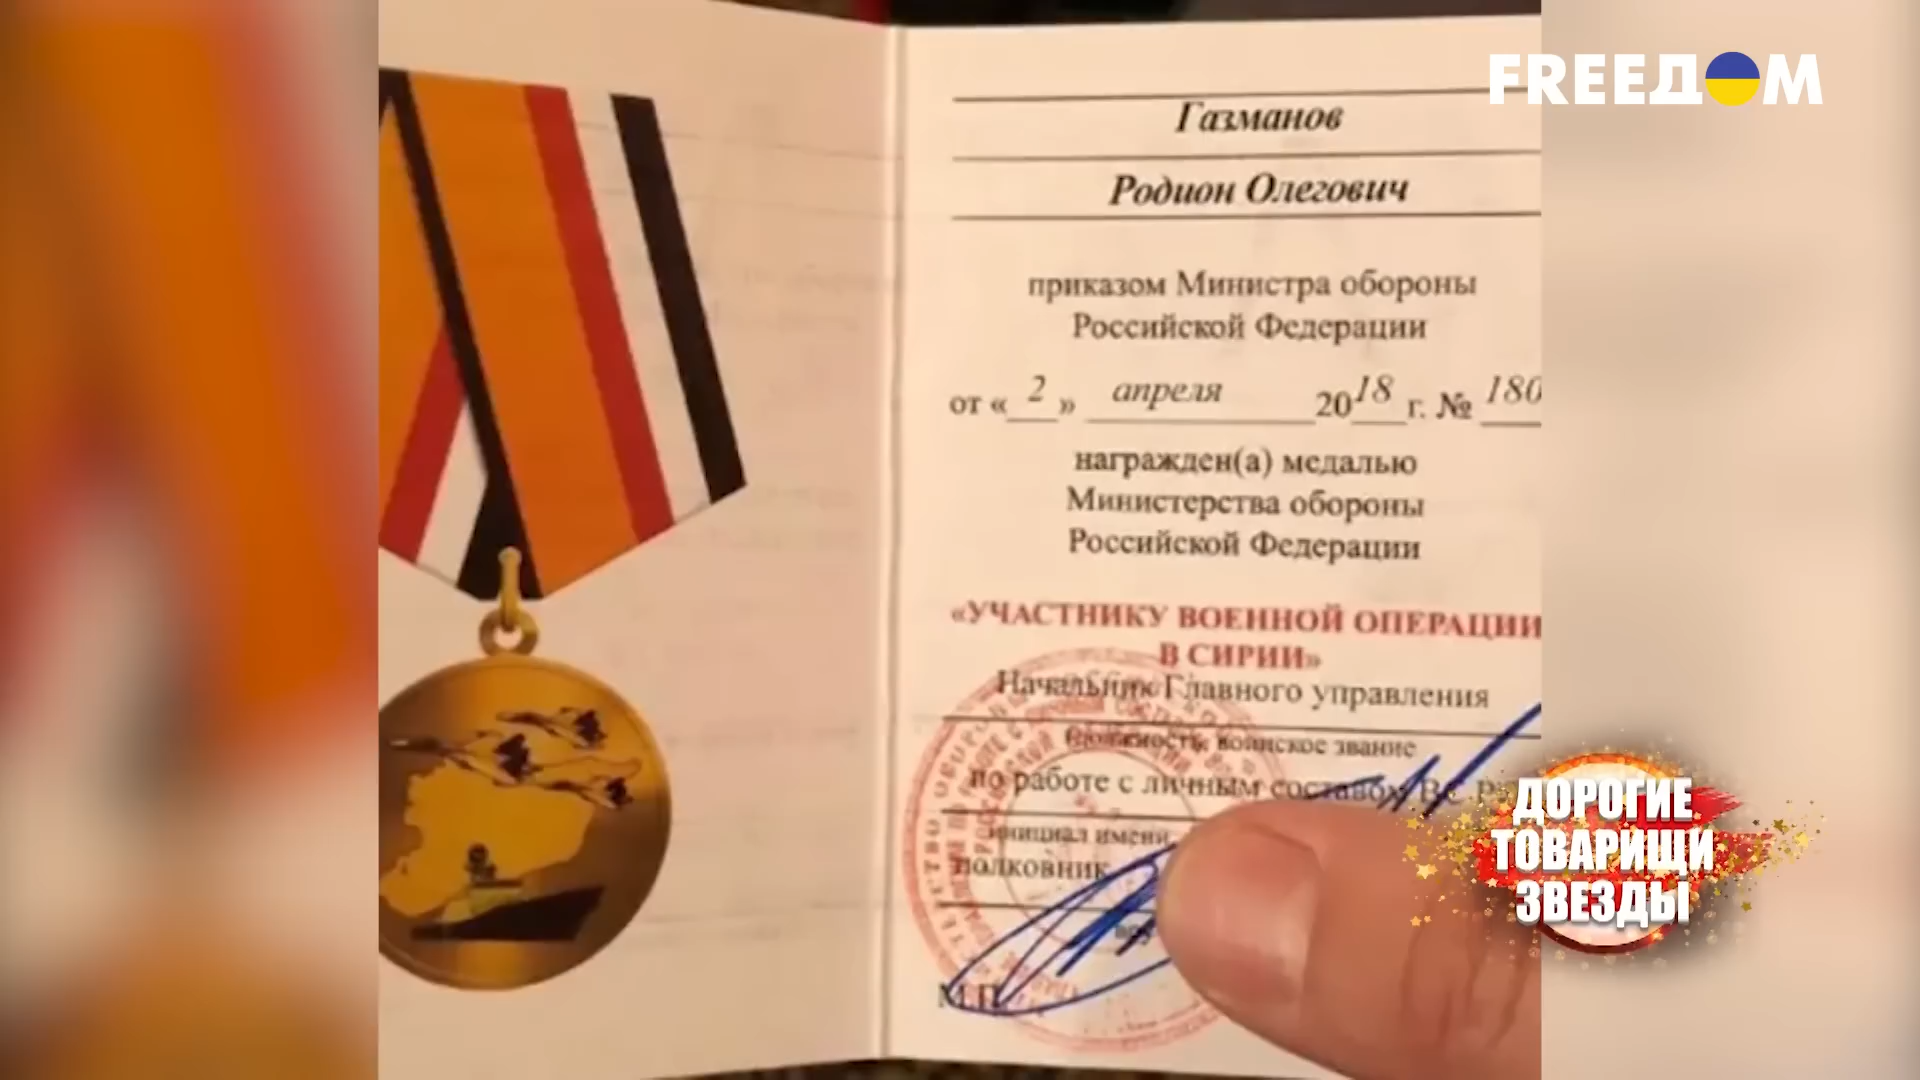 FREEДОМ
Газманов
Родион Олегович
приказом Министра обороны
Российской Федерации
от « 2 » апреля 2018 г. № 180
награжден(а) медалью
Министерства обороны
Российской Федерации
«УЧАСТНИКУ ВОЕННОЙ ОПЕРАЦИИ
В СИРИИ»
Начальник Главного управления
должность, воинское звание
по работе с личным составом ВС
инициал имени,
полковник
М.П.
ДОРОГИЕ
ТОВАРИЩИ
ЗВЕЗДЫ